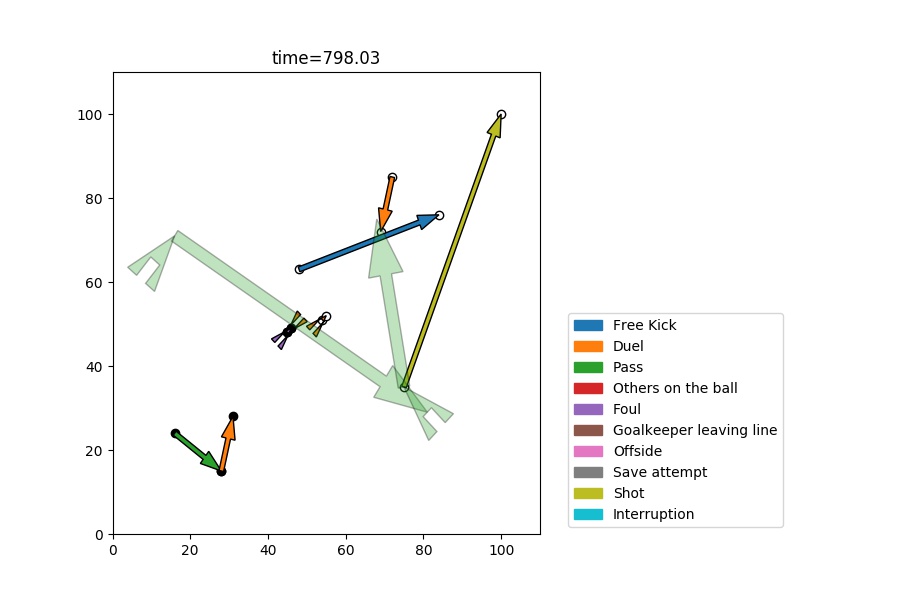 time=798.03
100
80
60
40
20
0
0 20 40 60 80 100
Free Kick
Duel
Pass
Others on the ball
Foul
Goalkeeper leaving line
Offside
Save attempt
Shot
Interruption